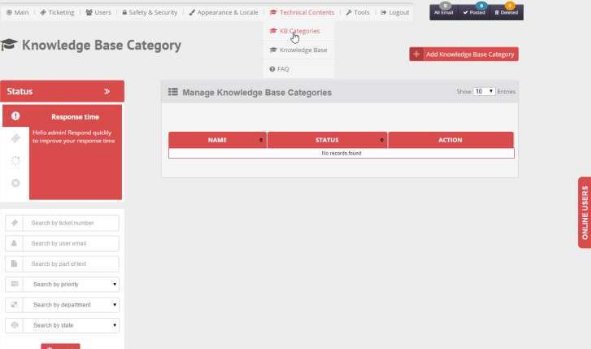 Main Ticketing Users Safety & Security Appearance & Locale Technical Contents Tools Logout
All Email Posted Deleted
KB Categories
Knowledge Base
FAQ
Knowledge Base Category
Add Knowledge Base Category
Status »
Response time
Hello admin! Respond quickly
to improve your response time
Manage Knowledge Base Categories
Show 10 Entries
NAME STATUS ACTION
No records found
ONLINE USERS
Search by ticket number
Search by user email
Search by part of text
Search by priority
Search by department
Search by state